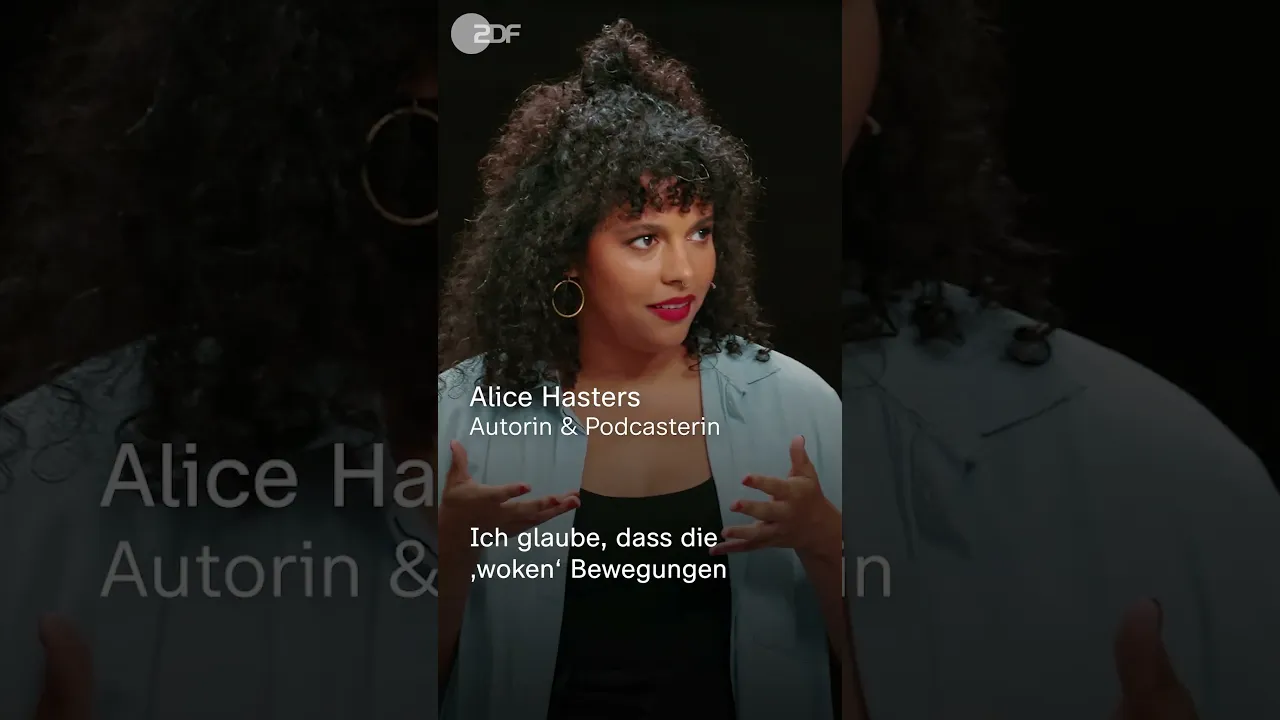 ZDF
Alice Hasters
Autorin & Podcasterin
Ich glaube, dass die
‚woken‘ Bewegungen
Alice Ha
Autorin &
in